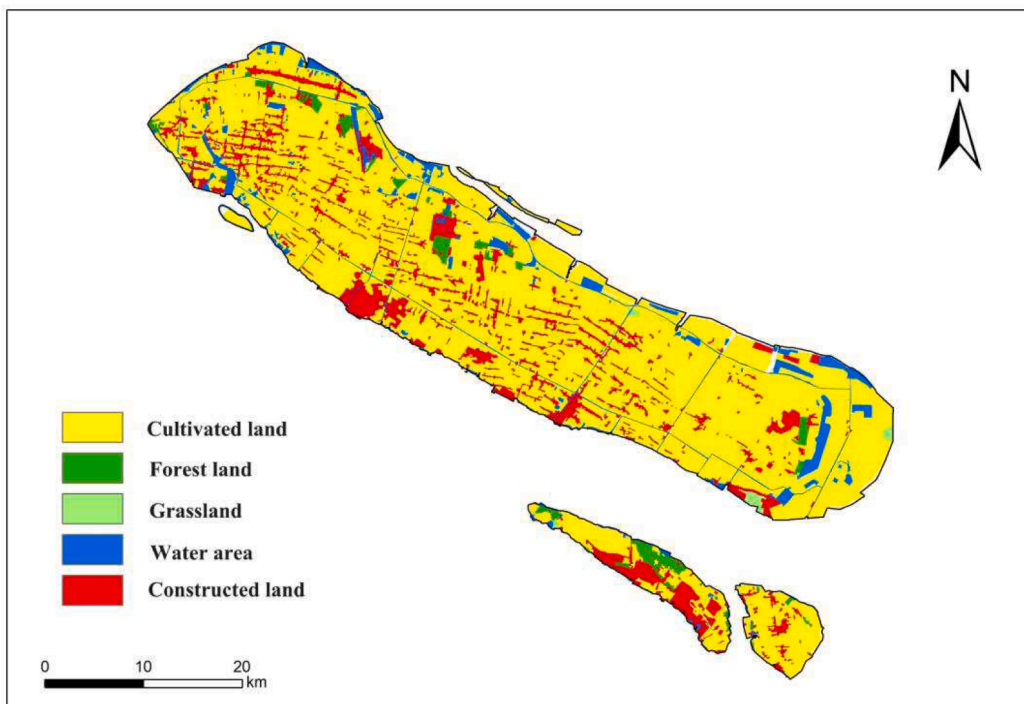 N
Cultivated land
Forest land
Grassland
Water area
Constructed land
0 10 20
km